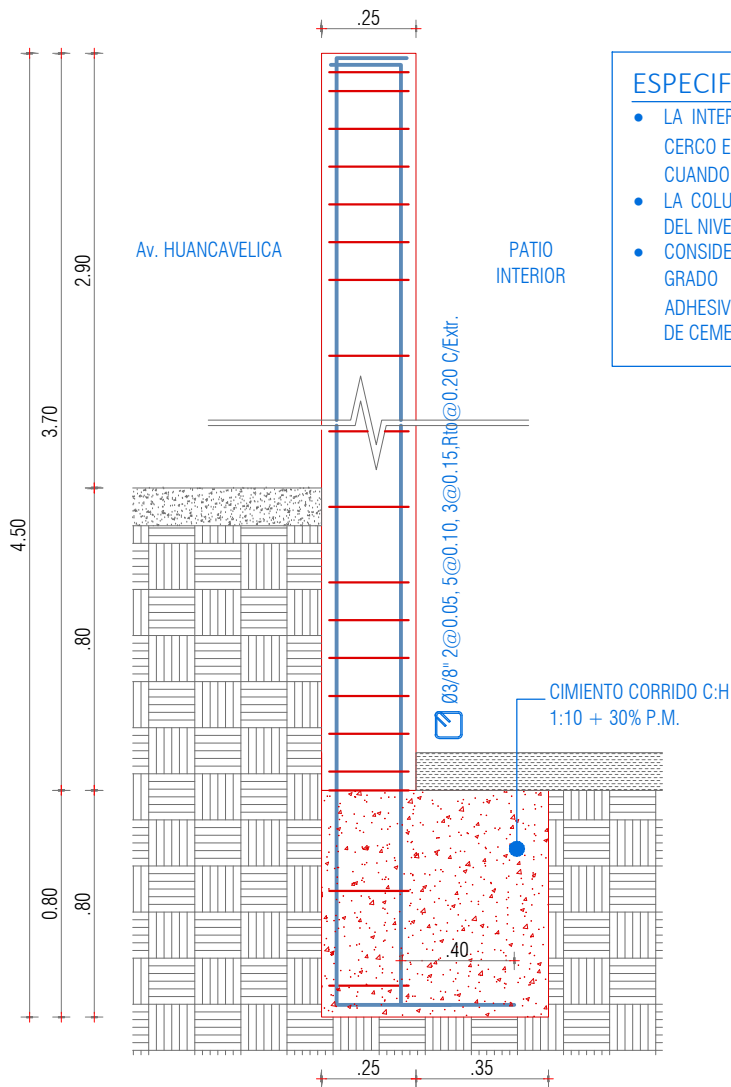 .25
ESPECIF
LA INTER
CERCO E
CUANDO
LA COLU
DEL NIVE
CONSIDE
GRADO
ADHESIV
DE CEME
Av. HUANCAVELICA
PATIO
INTERIOR
2.90
3.70
4.50
.80
Ø3/8" 2@0.05, 5@0.10, 3@0.15,Rto@0.20 C/Extr.
CIMIENTO CORRIDO C:H
1:10 + 30% P.M.
0.80
.80
.40
.25
.35